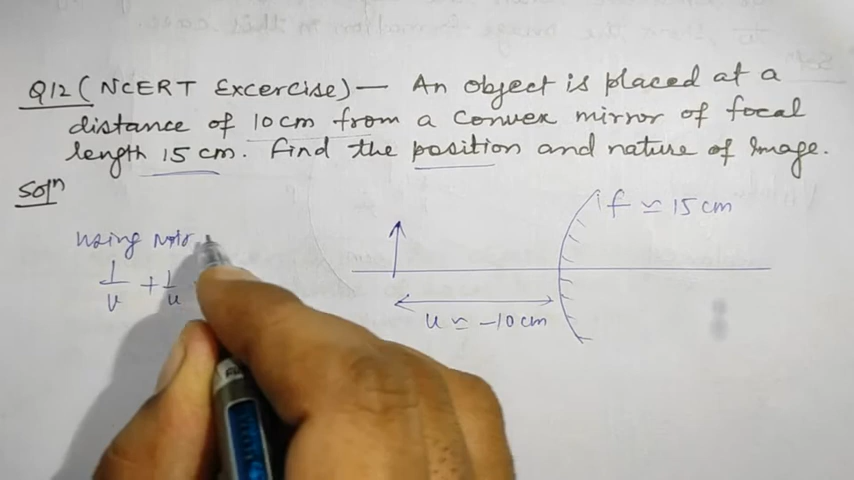 Q12 (NCERT Excercise) — An object is placed at a
distance of 10 cm from a convex mirror of focal
length 15 cm. Find the position and nature of Image.
Solⁿ
f ≃ 15 cm
using
1/v + 1/u
u ≃ -10 cm